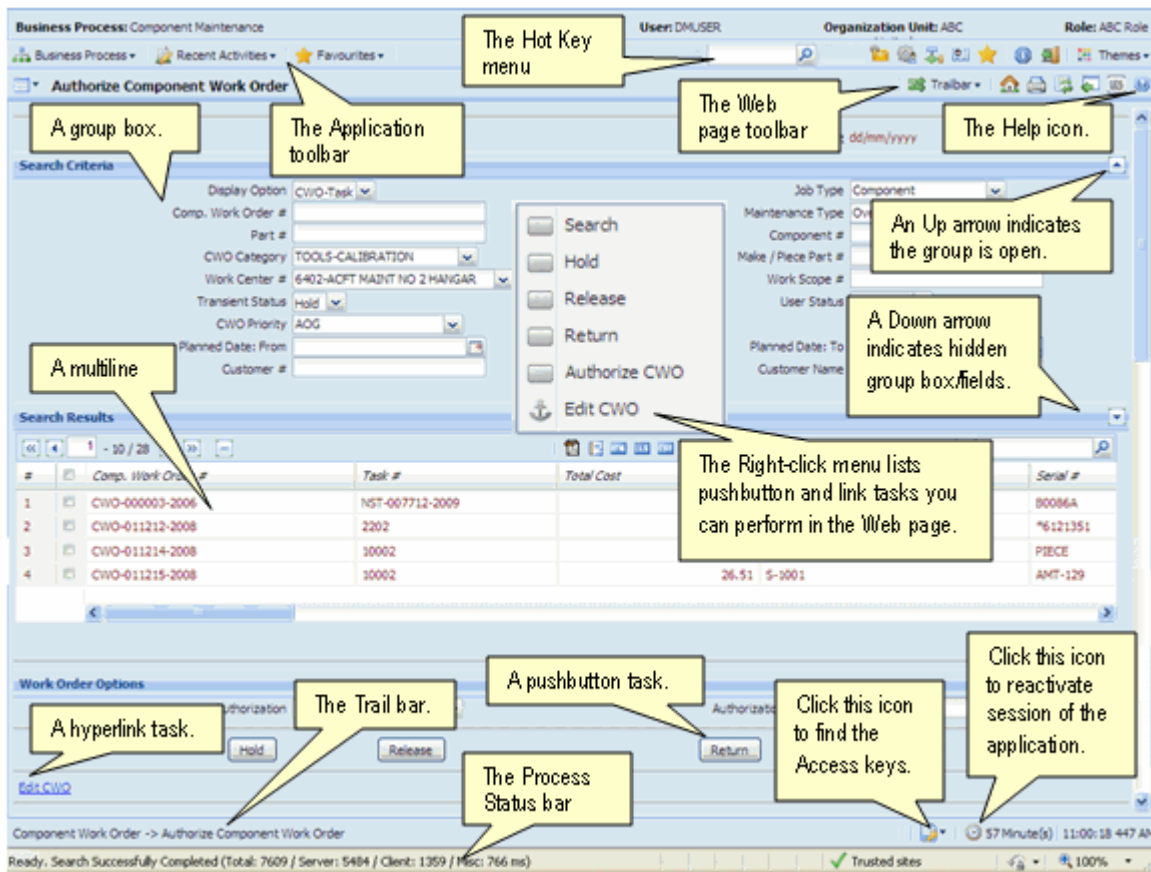 Business Process: Component Maintenance
User: DMUSER
Organization Unit: ABC
Role: ABC Role
Business Process
Recent Activities
Favourites
The Hot Key
menu
Themes
Authorize Component Work Order
Trailbar
A group box.
The Application
toolbar
The Web
page toolbar
The Help icon.
dd/mm/yyyy
Search Criteria
Display Option CWO-Task
Job Type Component
Comp. Work Order #
Maintenance Type
Part #
Component #
CWO Category TOOLS-CALIBRATION
Make / Piece Part #
Work Center # 6402-ACFT MAINT NO 2 HANGAR
Work Scope #
Transient Status Hold
User Status
CWO Priority AOG
Planned Date: From
Planned Date: To
Customer #
Customer Name
Search
Hold
Release
Return
Authorize CWO
Edit CWO
An Up arrow indicates
the group is open.
A Down arrow
indicates hidden
group box/fields.
A multiline
Search Results
1 - 10 / 28
The Right-click menu lists
pushbutton and link tasks you
can perform in the Web page.
# Comp. Work Order # Task # Total Cost Serial #
1 CWO-000003-2006 NST-007712-2009 B0086A
2 CWO-011212-2008 2202 *6121351
3 CWO-011214-2008 10002 PIECE
4 CWO-011215-2008 10002 26.51 S-1001 AMT-129
Work Order Options
A hyperlink task.
The Trail bar.
A pushbutton task.
Click this icon
to find the
Access keys.
Click this icon
to reactivate
session of the
application.
Hold
Release
Return
The Process
Status bar
Edit CWO
Component Work Order -> Authorize Component Work Order
57 Minute(s) 11:00:18 447 AM
Ready. Search Successfully Completed (Total: 7609 / Server: 5484 / Client: 1359 / Misc: 766 ms)
Trusted sites
100%